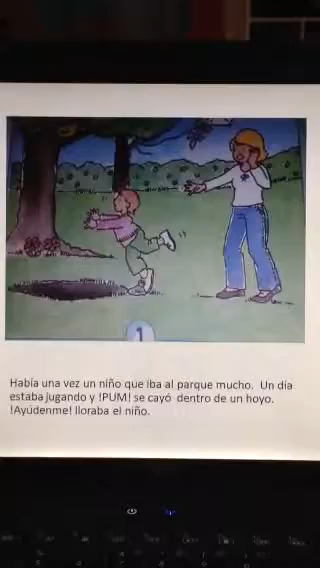 1
Había una vez un niño que iba al parque mucho. Un día
estaba jugando y !PUM! se cayó dentro de un hoyo.
!Ayúdenme! lloraba el niño.